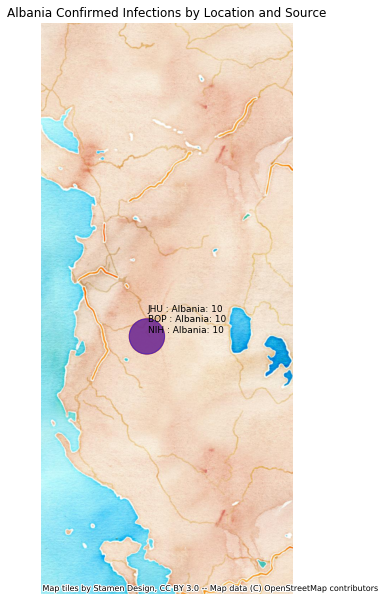 Albania Confirmed Infections by Location and Source
JHU : Albania: 10
BOP : Albania: 10
NIH : Albania: 10
Map tiles by Stamen Design, CC BY 3.0 -- Map data (C) OpenStreetMap contributors